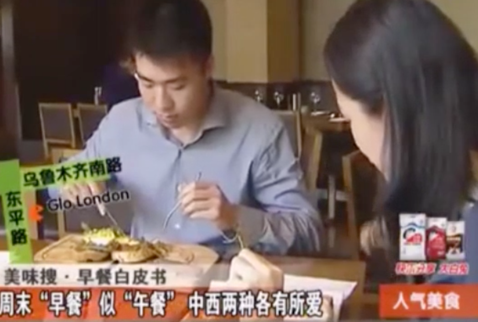 乌鲁木齐南路
东平路
Glo London
美味搜·早餐白皮书
周末“早餐”似“午餐” 中西两种各有所爱
人气美食